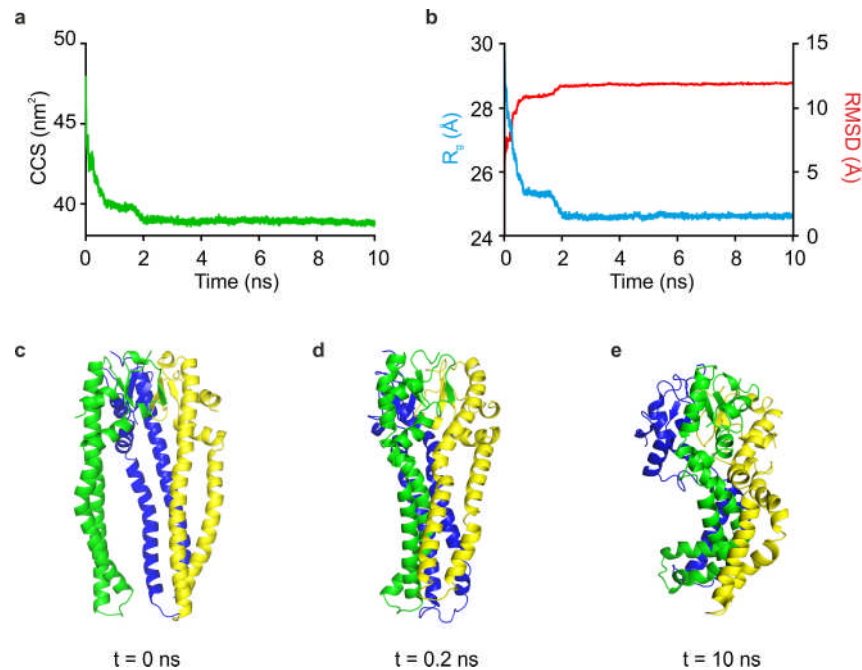 a
50
45
40
CCS (nm²)
0 2 4 6 8 10
Time (ns)
b
30
28
26
24
Rg (Å)
15
10
5
0
RMSD (Å)
0 2 4 6 8 10
Time (ns)
c
d
e
t = 0 ns
t = 0.2 ns
t = 10 ns